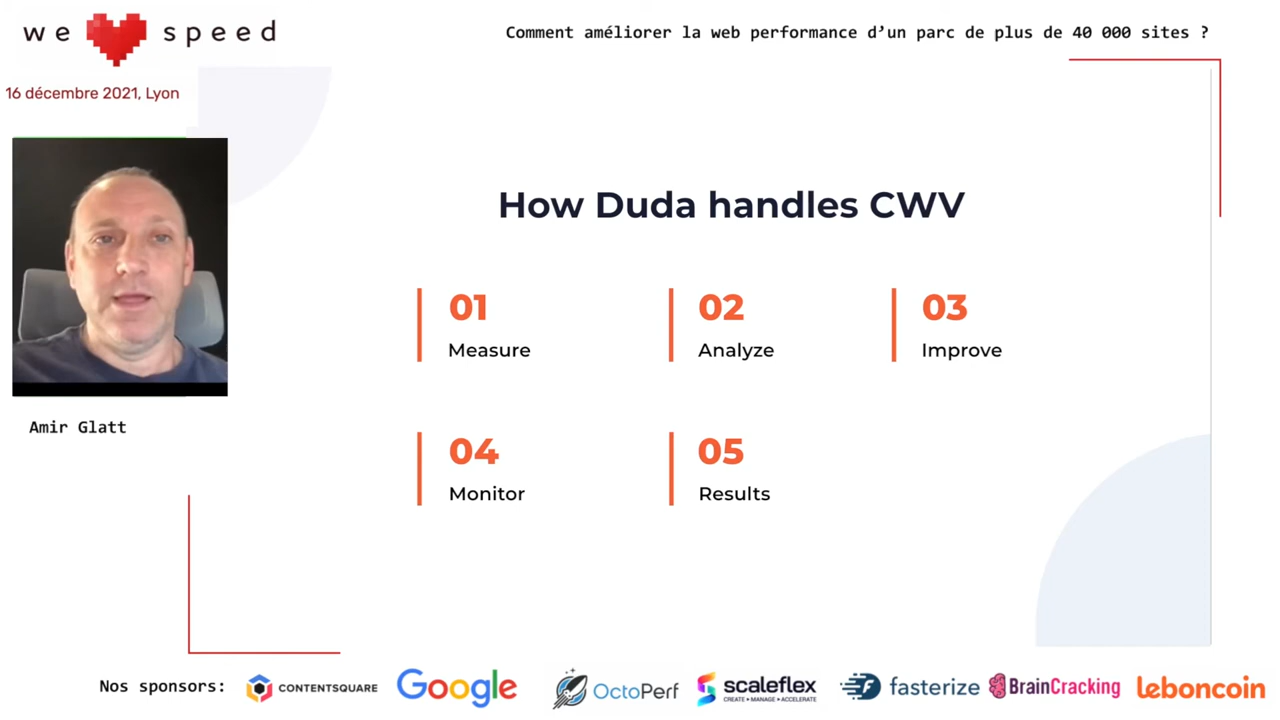 we speed
Comment améliorer la web performance d’un parc de plus de 40 000 sites ?
16 décembre 2021, Lyon
How Duda handles CWV
01
Measure
02
Analyze
03
Improve
Amir Glatt
04
Monitor
05
Results
Nos sponsors:
CONTENTSQUARE
Google
OctoPerf
scaleflex
CREATE • MANAGE • ACCELERATE
fasterize
BrainCracking
leboncoin